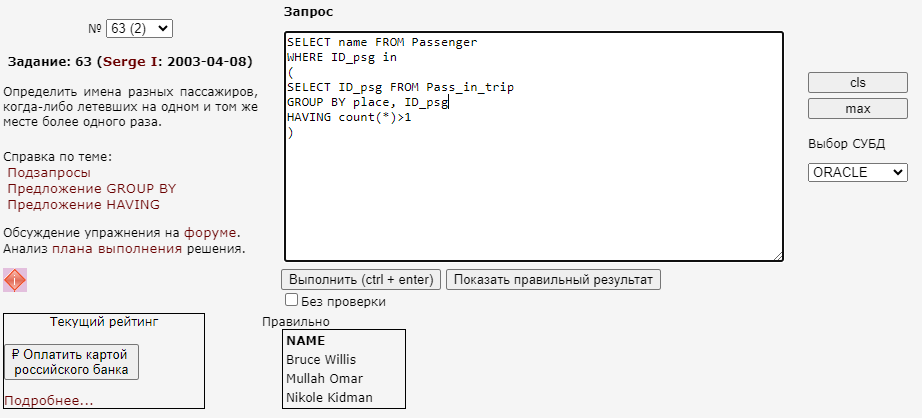 № 63 (2)
Задание: 63 (Serge I: 2003-04-08)
Определить имена разных пассажиров,
когда-либо летевших на одном и том же
месте более одного раза.
Справка по теме:
Подзапросы
Предложение GROUP BY
Предложение HAVING
Обсуждение упражнения на форуме.
Анализ плана выполнения решения.
Текущий рейтинг
₽ Оплатить картой
российского банка
Подробнее...
Запрос
SELECT name FROM Passenger
WHERE ID_psg in
(
SELECT ID_psg FROM Pass_in_trip
GROUP BY place, ID_psg
HAVING count(*)>1
)
Выполнить (ctrl + enter)
Показать правильный результат
Без проверки
Правильно
NAME
Bruce Willis
Mullah Omar
Nikole Kidman
cls
max
Выбор СУБД
ORACLE